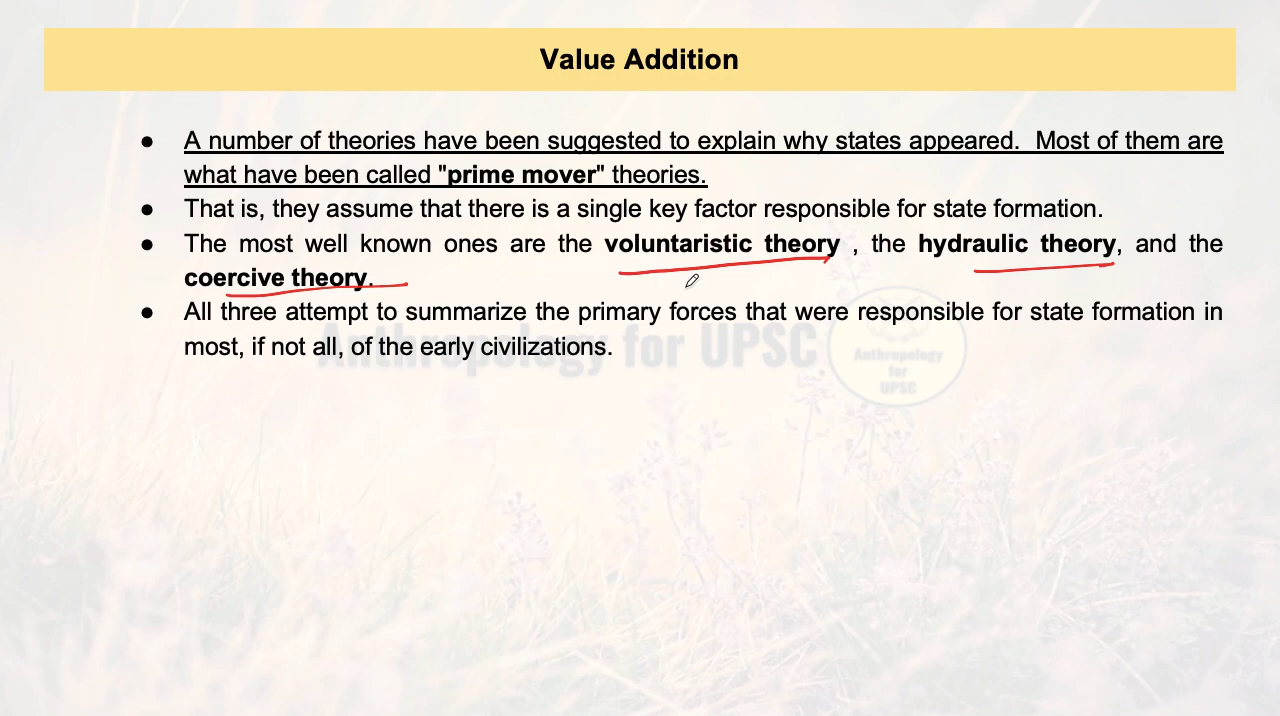 Value Addition
● A number of theories have been suggested to explain why states appeared. Most of them are
what have been called "prime mover" theories.
● That is, they assume that there is a single key factor responsible for state formation.
● The most well known ones are the voluntaristic theory , the hydraulic theory, and the
coercive theory.
● All three attempt to summarize the primary forces that were responsible for state formation in
most, if not all, of the early civilizations.
Anthropology for UPSC
Anthropology
for
UPSC